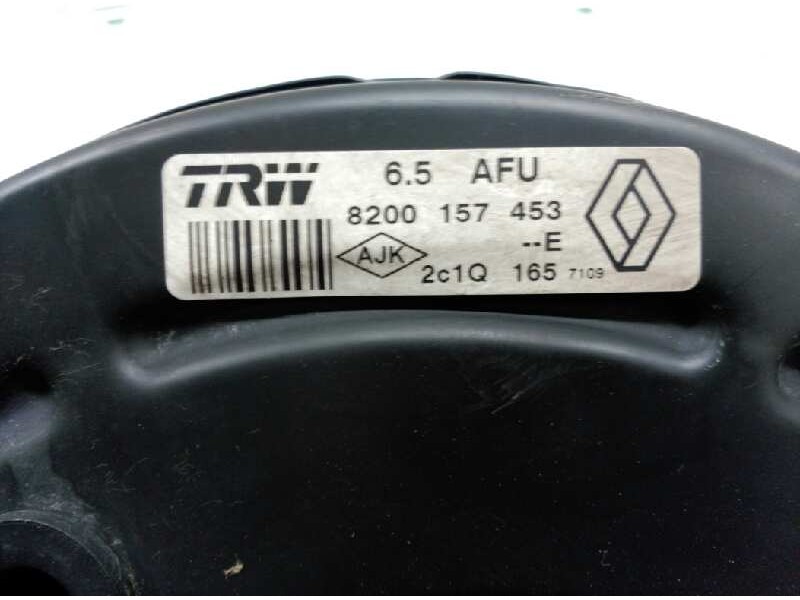 TRW 6.5 AFU
8200 157 453
--E
AJK
2c1Q 165 7109